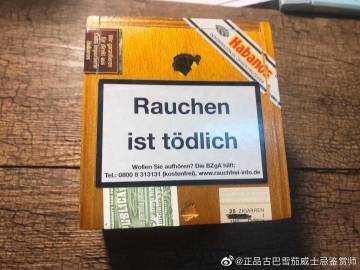 Habanos
Rauchen
ist tödlich
Wollen Sie aufhören? Die BZgA hilft:
Tel.: 0800 8 313131 (kostenfrei), www.rauchfrei-info.de
25 ZIGARREN
@正品古巴雪茄威士忌鉴赏师